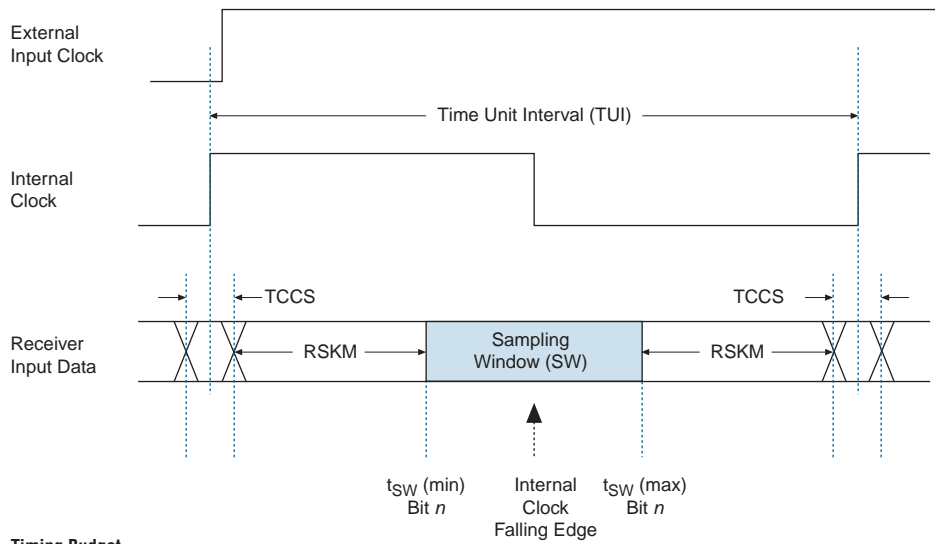 External
Input Clock
Time Unit Interval (TUI)
Internal
Clock
TCCS
TCCS
Receiver
Input Data
RSKM
Sampling
Window (SW)
RSKM
tSW (min)
Bit n
Internal
Clock
Falling Edge
tSW (max)
Bit n
Timing Budget